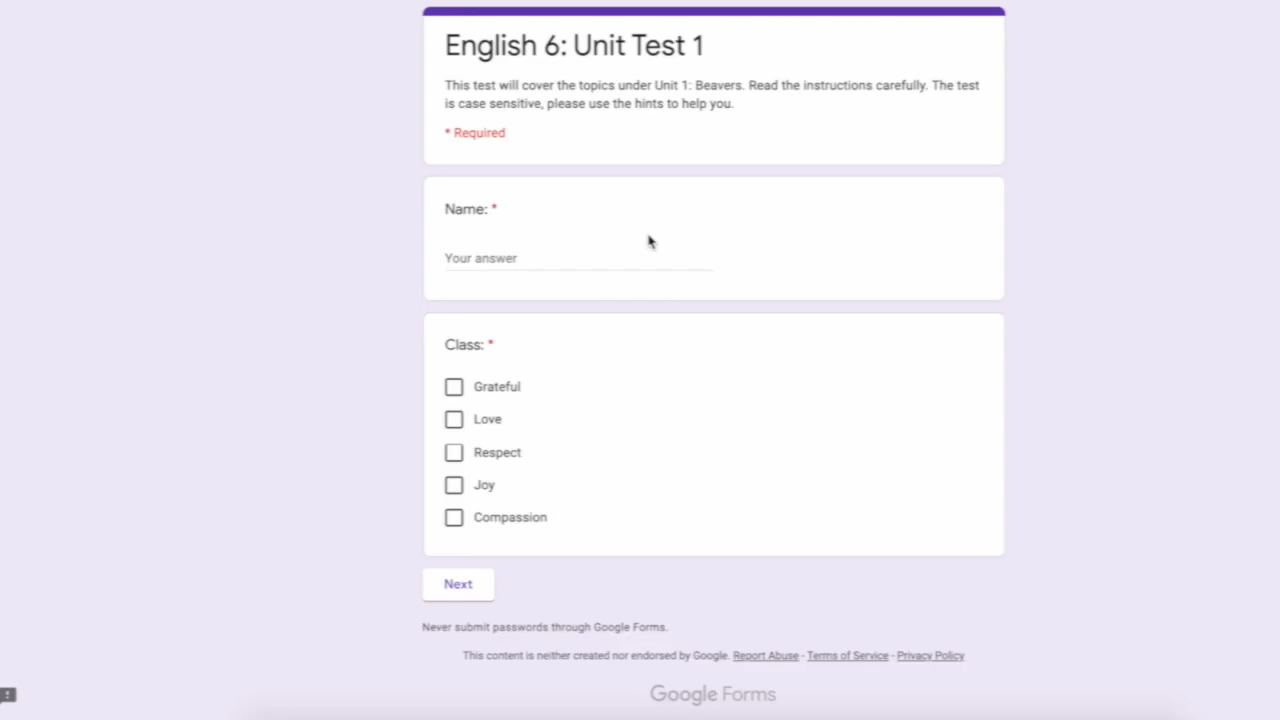 English 6: Unit Test 1
This test will cover the topics under Unit 1: Beavers. Read the instructions carefully. The test
is case sensitive, please use the hints to help you.
* Required
Name: *
Your answer
Class: *
Grateful
Love
Respect
Joy
Compassion
Next
Never submit passwords through Google Forms.
This content is neither created nor endorsed by Google. Report Abuse - Terms of Service - Privacy Policy
Google Forms